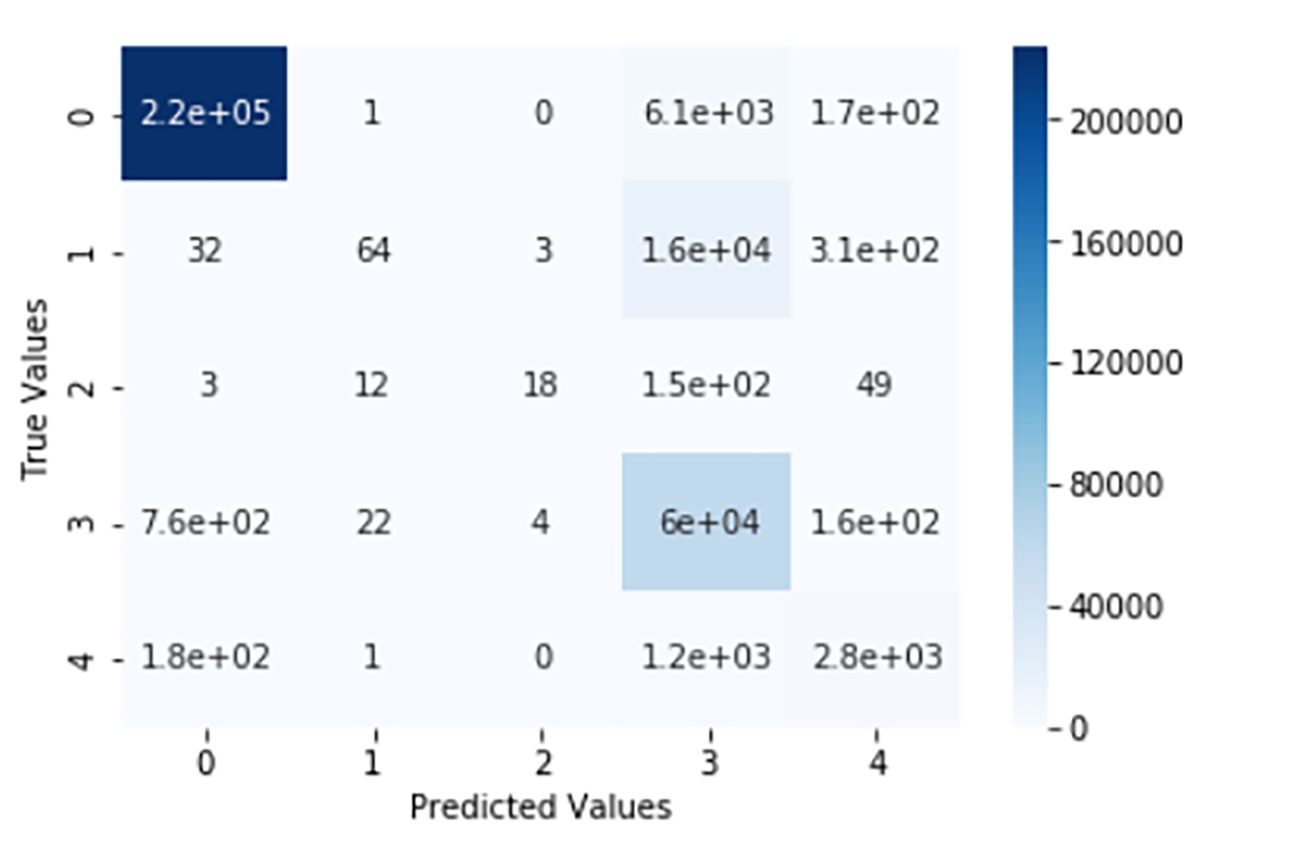 0 2.2e+05 1 0 6.1e+03 1.7e+02
1 32 64 3 1.6e+04 3.1e+02
2 3 12 18 1.5e+02 49
3 7.6e+02 22 4 6e+04 1.6e+02
4 1.8e+02 1 0 1.2e+03 2.8e+03
True Values
0 1 2 3 4
Predicted Values
200000
160000
120000
80000
40000
0